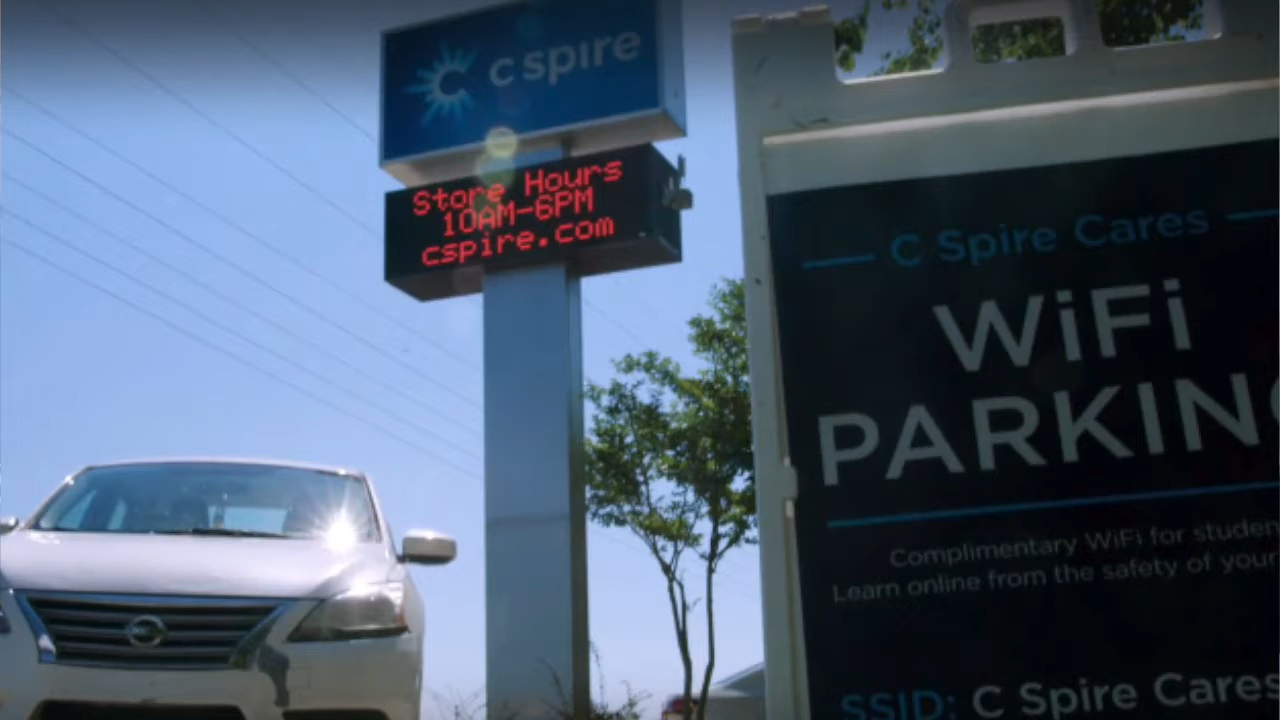 c spire
Store Hours
10AM-6PM
cspire.com
C Spire Cares
WiFi
PARKING
Complimentary WiFi for studen
Learn online from the safety of your
SSID: C Spire Cares